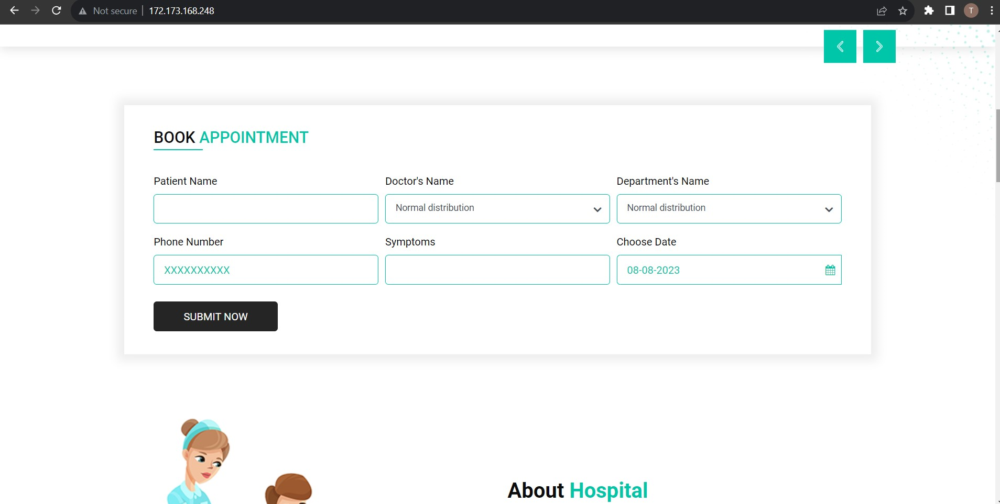 Not secure 172.173.168.248 T
BOOK APPOINTMENT
Patient Name Doctor's Name Department's Name
Normal distribution Normal distribution
Phone Number Symptoms Choose Date
XXXXXXXXXX 08-08-2023
SUBMIT NOW
About Hospital